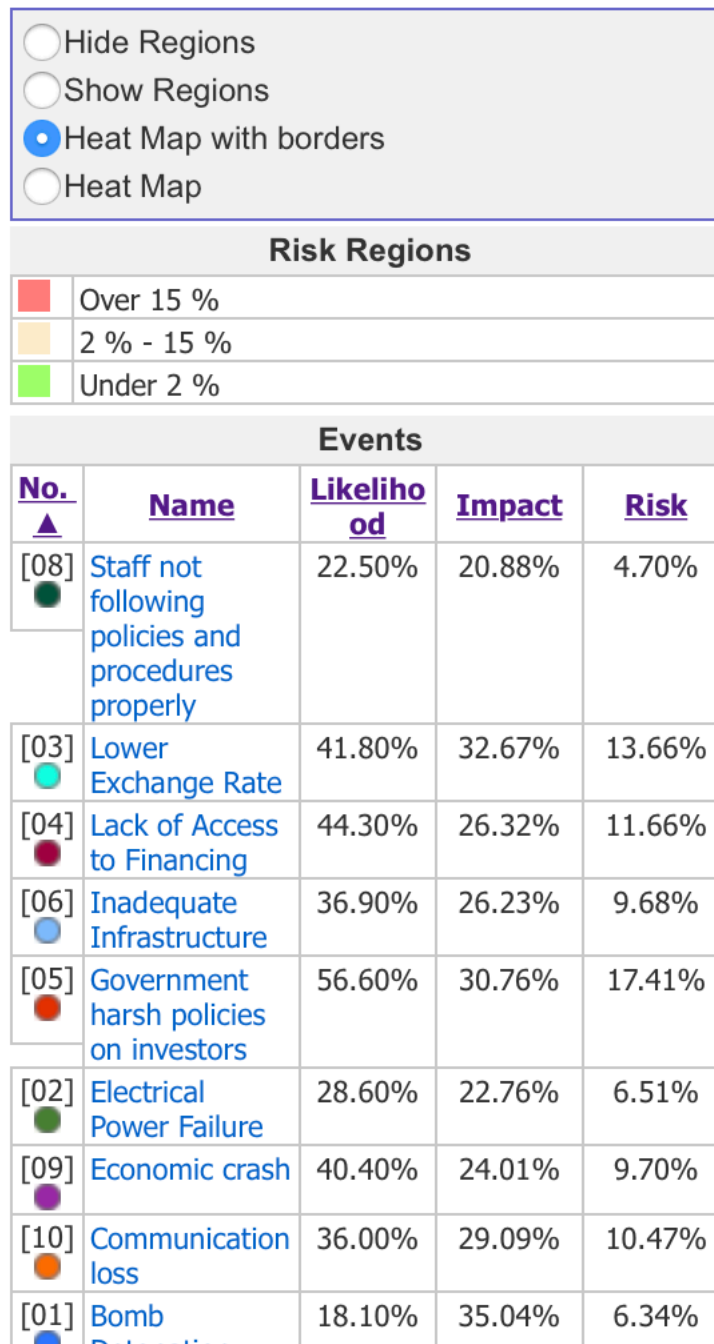 Hide Regions
Show Regions
Heat Map with borders
Heat Map
Risk Regions
Over 15 %
2 % - 15 %
Under 2 %
Events
No. ▲ Name Likeliho od Impact Risk
[08] Staff not 22.50% 20.88% 4.70%
following
policies and
procedures
properly
[03] Lower 41.80% 32.67% 13.66%
Exchange Rate
[04] Lack of Access 44.30% 26.32% 11.66%
to Financing
[06] Inadequate 36.90% 26.23% 9.68%
Infrastructure
[05] Government 56.60% 30.76% 17.41%
harsh policies
on investors
[02] Electrical 28.60% 22.76% 6.51%
Power Failure
[09] Economic crash 40.40% 24.01% 9.70%
[10] Communication 36.00% 29.09% 10.47%
loss
[01] Bomb 18.10% 35.04% 6.34%